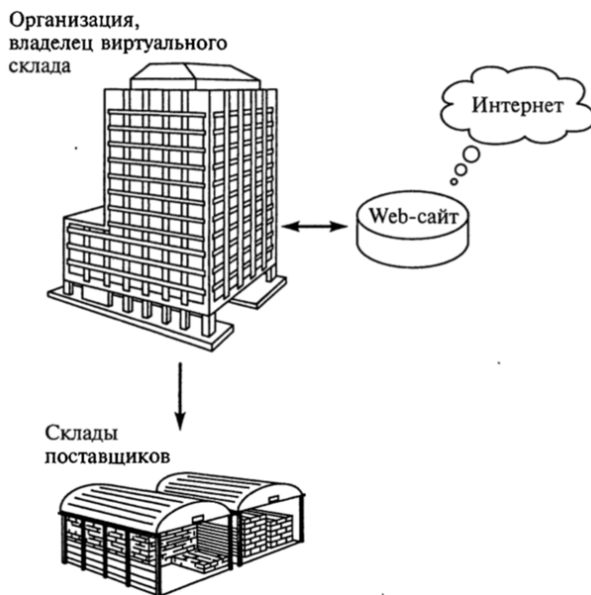 Организация,
владелец виртуального
склада
Интернет
Web-сайт
Склады
поставщиков